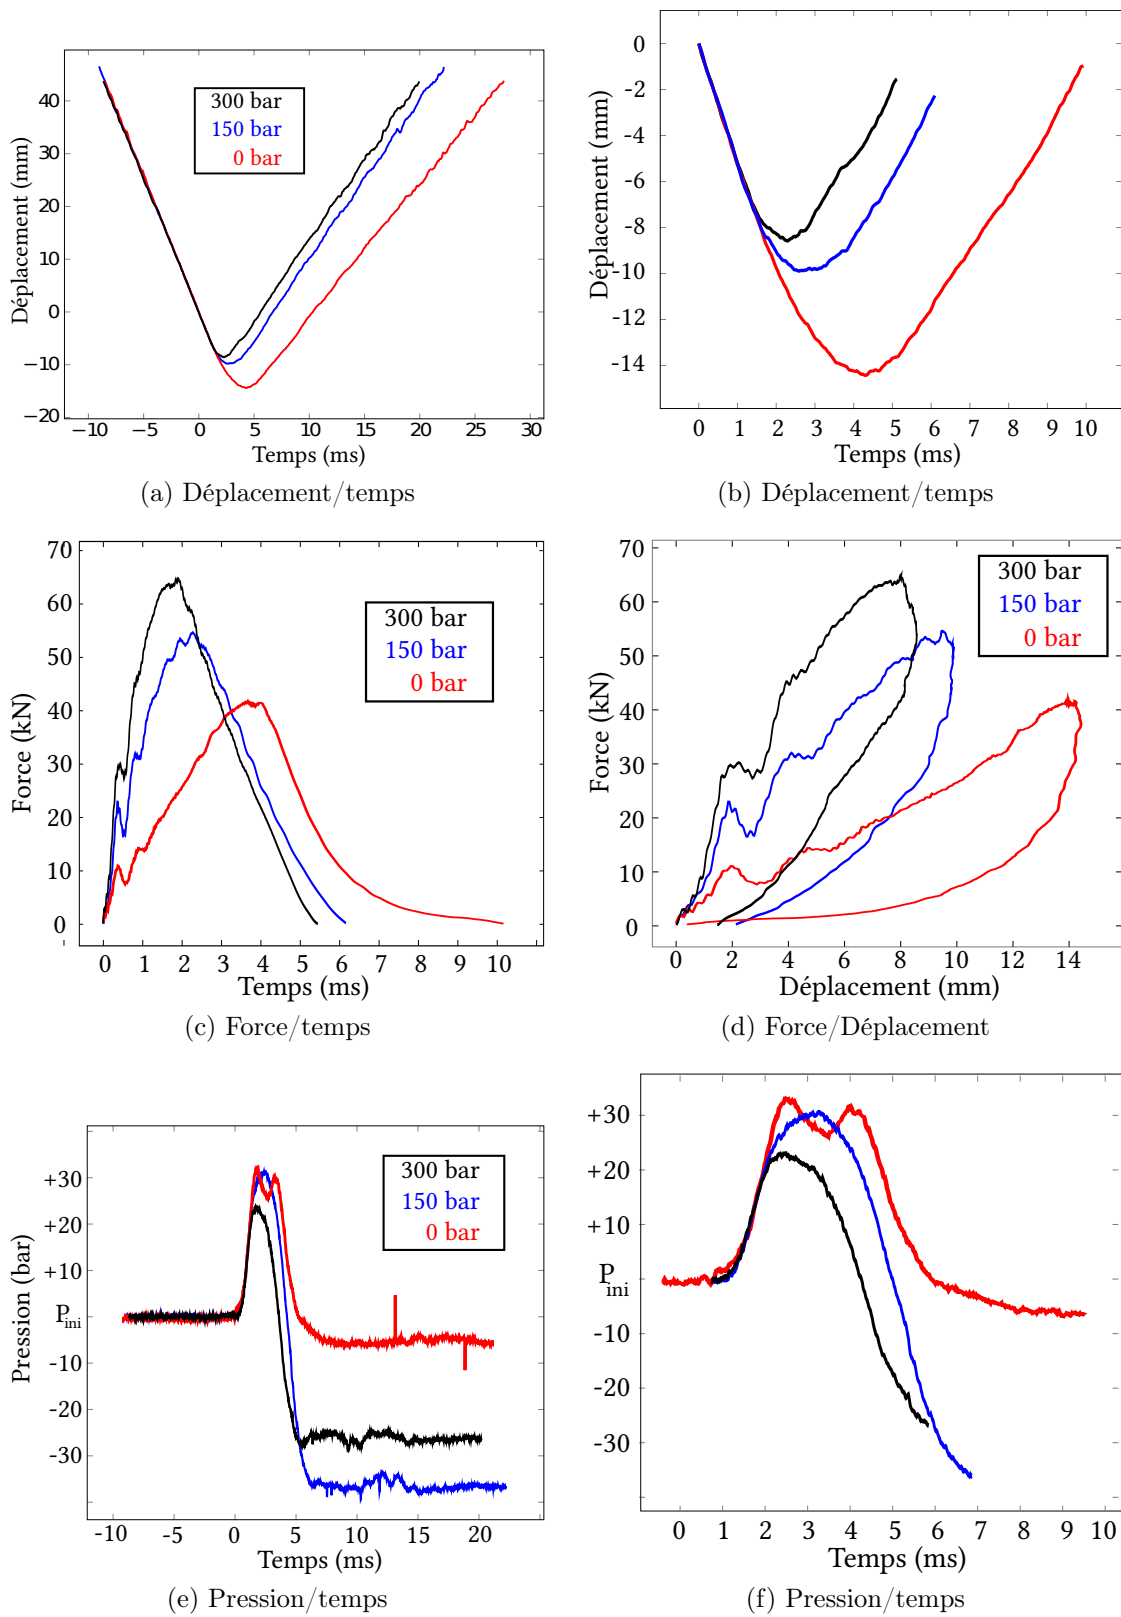 40
30
20
10
0
−10
−20
Déplacement (mm)
300 bar
150 bar
0 bar
−10 −5 0 5 10 15 20 25 30
Temps (ms)
(a) Déplacement/temps
0
-2
-4
-6
-8
-10
-12
-14
Déplacement (mm)
0 1 2 3 4 5 6 7 8 9 10
Temps (ms)
(b) Déplacement/temps
70
60
50
40
30
20
10
0
Force (kN)
300 bar
150 bar
0 bar
0 1 2 3 4 5 6 7 8 9 10
Temps (ms)
(c) Force/temps
70
60
50
40
30
20
10
0
Force (kN)
300 bar
150 bar
0 bar
0 2 4 6 8 10 12 14
Déplacement (mm)
(d) Force/Déplacement
+30
+20
+10
Pini
-10
-20
-30
Pression (bar)
300 bar
150 bar
0 bar
-10 -5 0 5 10 15 20
Temps (ms)
(e) Pression/temps
+30
+20
+10
Pini
-10
-20
-30
0 1 2 3 4 5 6 7 8 9 10
Temps (ms)
(f) Pression/temps